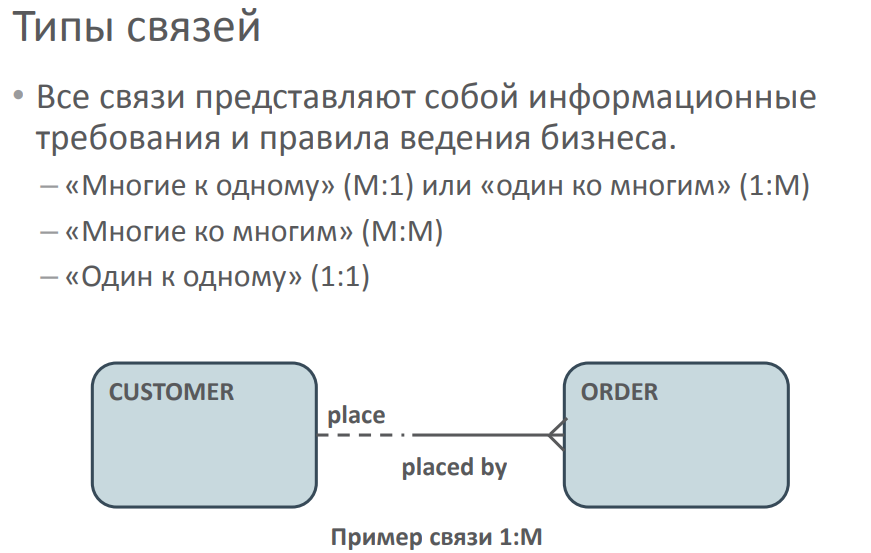 Типы связей
• Все связи представляют собой информационные
требования и правила ведения бизнеса.
– «Многие к одному» (М:1) или «один ко многим» (1:М)
– «Многие ко многим» (М:М)
– «Один к одному» (1:1)
CUSTOMER
ORDER
place
placed by
Пример связи 1:М